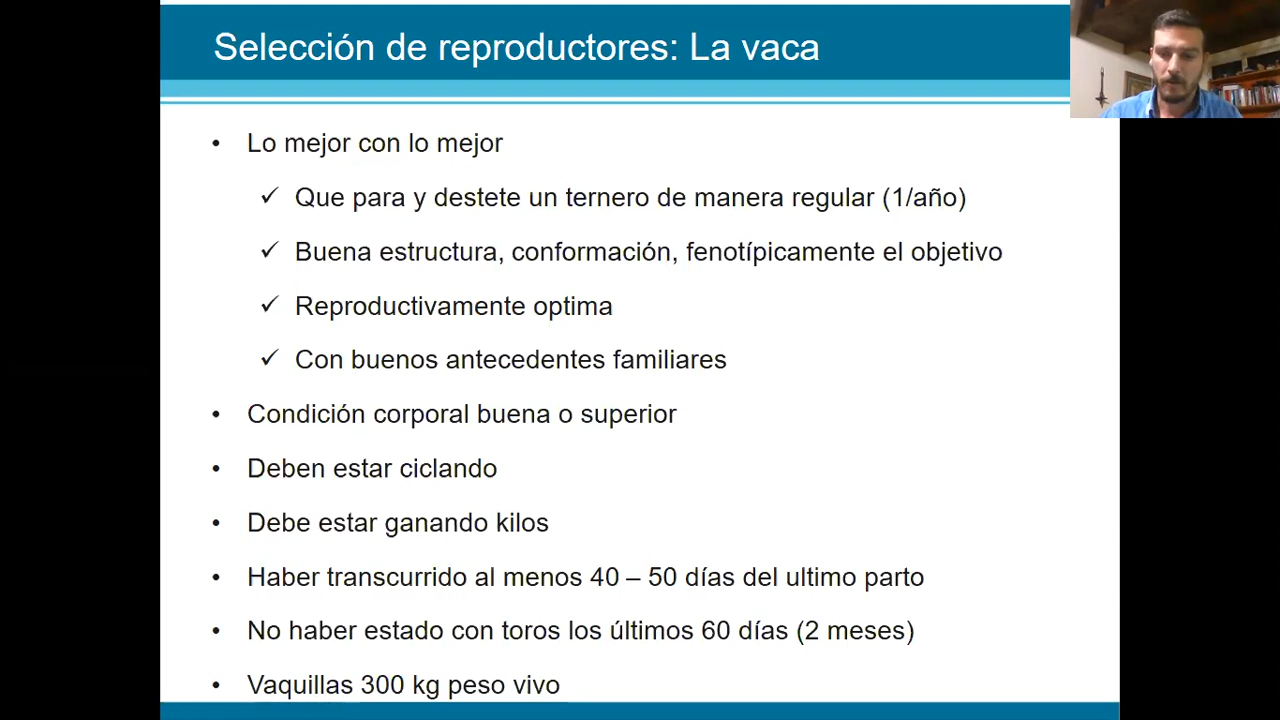 Selección de reproductores: La vaca
• Lo mejor con lo mejor
✓ Que para y destete un ternero de manera regular (1/año)
✓ Buena estructura, conformación, fenotípicamente el objetivo
✓ Reproductivamente optima
✓ Con buenos antecedentes familiares
• Condición corporal buena o superior
• Deben estar ciclando
• Debe estar ganando kilos
• Haber transcurrido al menos 40 – 50 días del ultimo parto
• No haber estado con toros los últimos 60 días (2 meses)
• Vaquillas 300 kg peso vivo